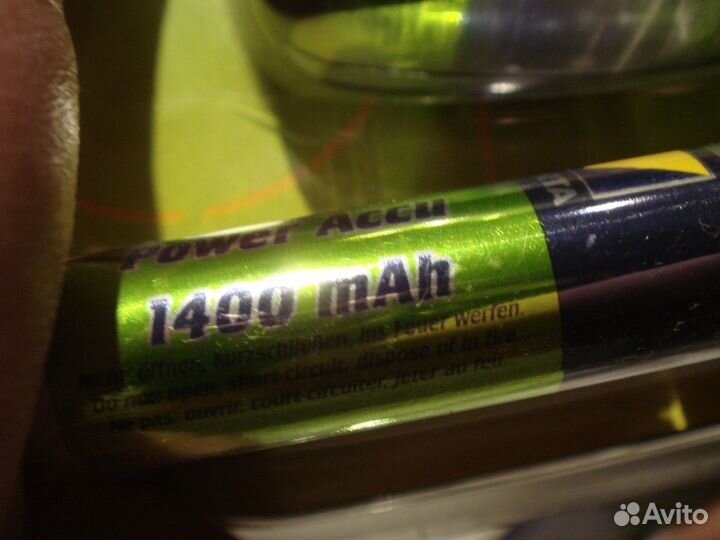 Power Accu
1400 mAh
Nicht: öffnen, kurzschließen, ins Feuer werfen.
Do not: open, short circuit, dispose of in fire
Ne pas: ouvrir, court-circuiter, jeter au feu
TA
Avito